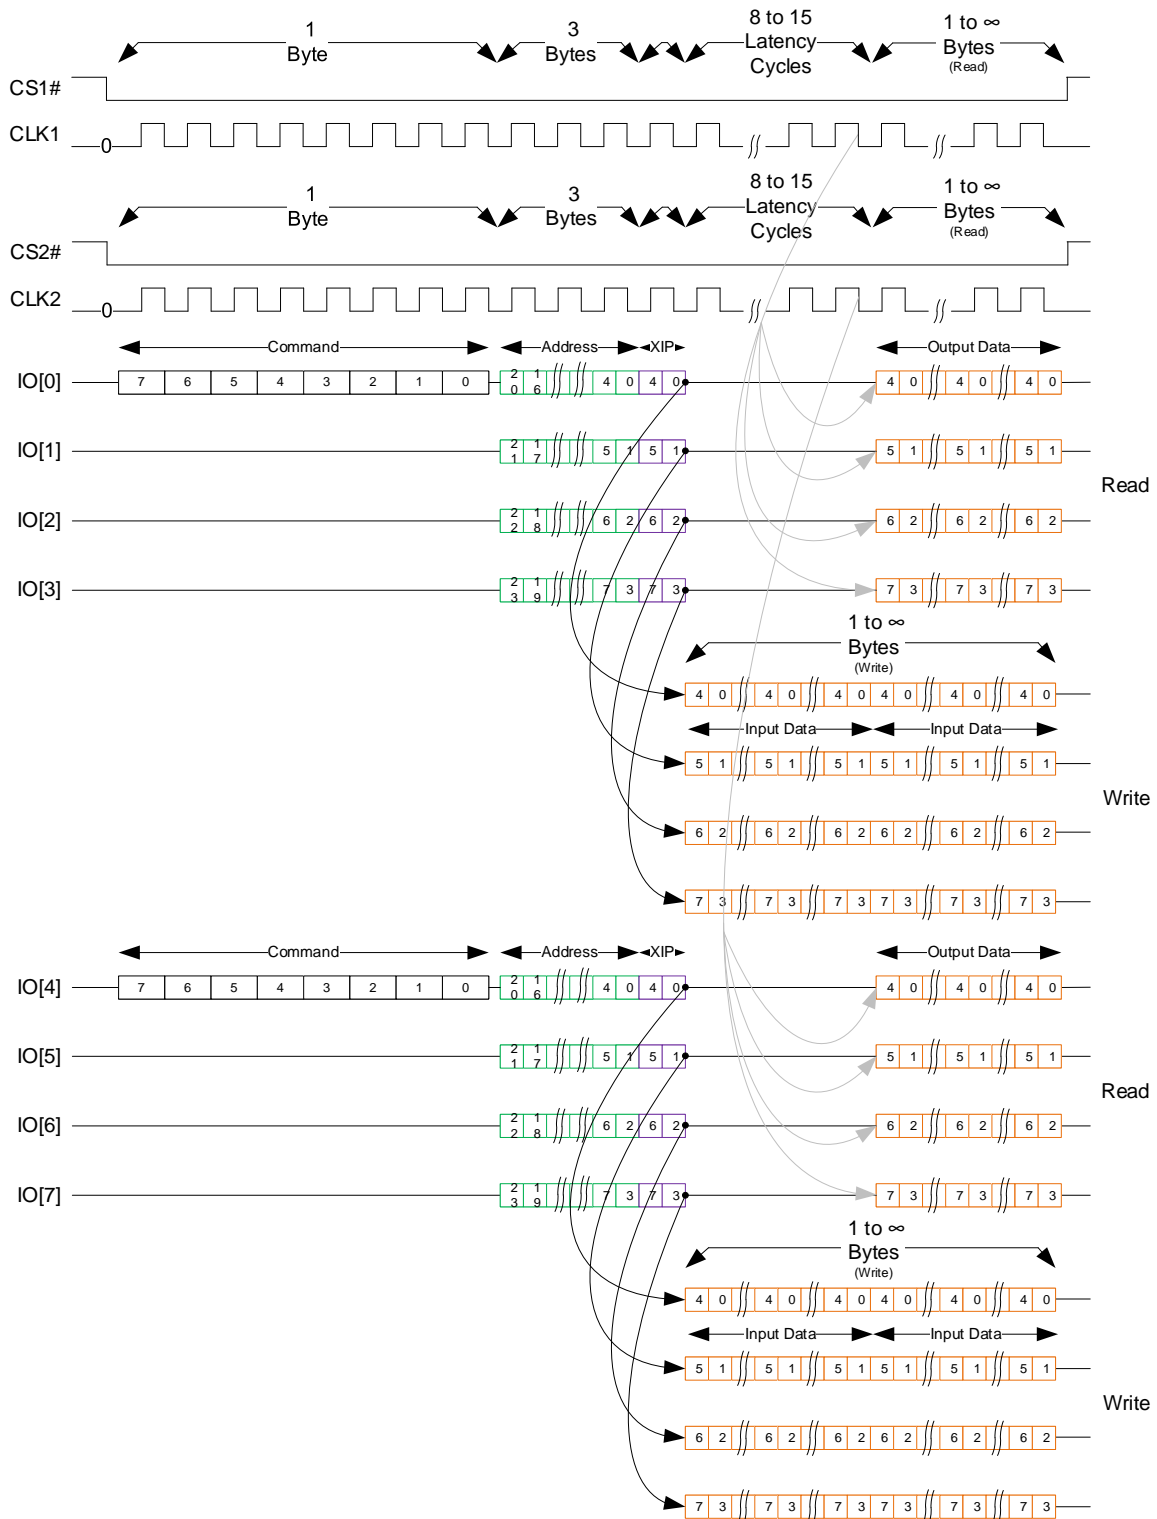 1
Byte
3
Bytes
8 to 15
Latency
Cycles
1 to ∞
Bytes
(Read)
CS1#
CLK1
0
1
Byte
3
Bytes
8 to 15
Latency
Cycles
1 to ∞
Bytes
(Read)
CS2#
CLK2
0
Command Address XIP Output Data
IO[0] 7 6 5 4 3 2 1 0 20 16 4 0 4 0 4 0 4 0 4 0
IO[1] 21 17 5 1 5 1 5 1 5 1 5 1
Read
IO[2] 22 18 6 2 6 2 6 2 6 2 6 2
IO[3] 23 19 7 3 7 3 7 3 7 3 7 3
1 to ∞
Bytes
(Write)
4 0 4 0 4 0 4 0 4 0 4 0
Input Data Input Data
5 1 5 1 5 1 5 1 5 1 5 1
Write
6 2 6 2 6 2 6 2 6 2 6 2
7 3 7 3 7 3 7 3 7 3 7 3
Command Address XIP Output Data
IO[4] 7 6 5 4 3 2 1 0 20 16 4 0 4 0 4 0 4 0 4 0
IO[5] 21 17 5 1 5 1 5 1 5 1 5 1
Read
IO[6] 22 18 6 2 6 2 6 2 6 2 6 2
IO[7] 23 19 7 3 7 3 7 3 7 3 7 3
1 to ∞
Bytes
(Write)
4 0 4 0 4 0 4 0 4 0 4 0
Input Data Input Data
5 1 5 1 5 1 5 1 5 1 5 1
Write
6 2 6 2 6 2 6 2 6 2 6 2
7 3 7 3 7 3 7 3 7 3 7 3